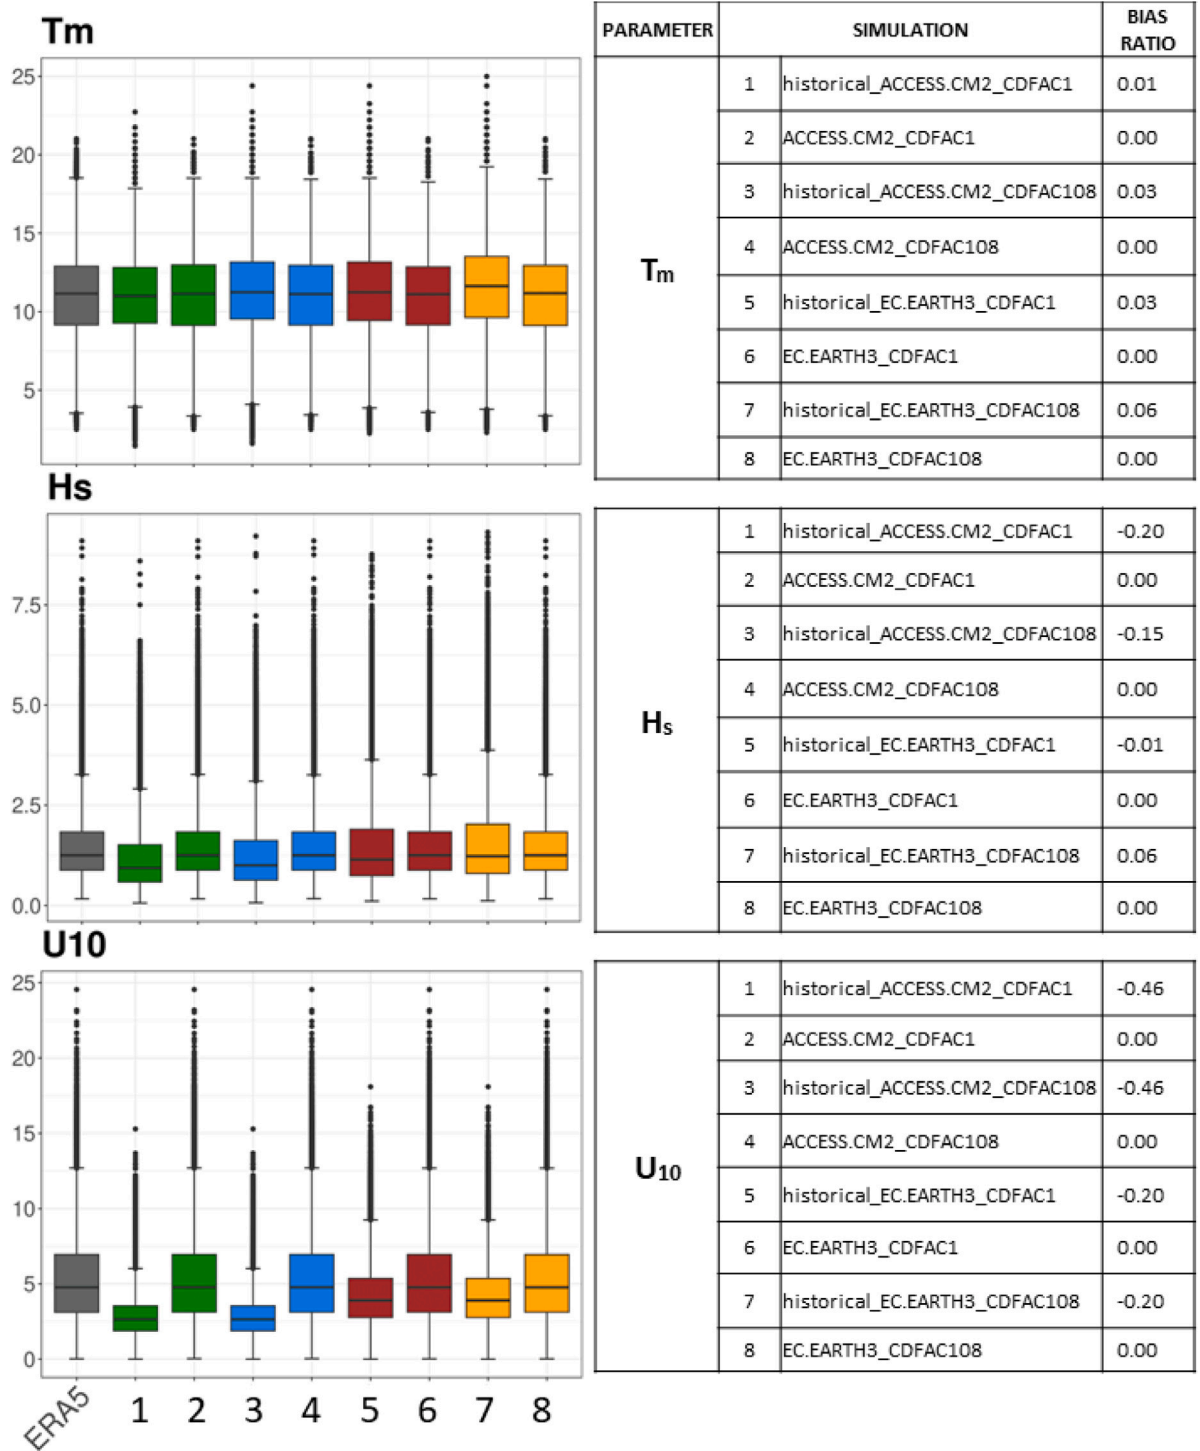 Tm
25
20
15
10
5
Hs
7.5
5.0
2.5
0.0
U10
25
20
15
10
5
0
ERA5 1 2 3 4 5 6 7 8
PARAMETER SIMULATION BIAS
RATIO
Tm
1 historical_ACCESS.CM2_CDFAC1 0.01
2 ACCESS.CM2_CDFAC1 0.00
3 historical_ACCESS.CM2_CDFAC108 0.03
4 ACCESS.CM2_CDFAC108 0.00
5 historical_EC.EARTH3_CDFAC1 0.03
6 EC.EARTH3_CDFAC1 0.00
7 historical_EC.EARTH3_CDFAC108 0.06
8 EC.EARTH3_CDFAC108 0.00
Hs
1 historical_ACCESS.CM2_CDFAC1 -0.20
2 ACCESS.CM2_CDFAC1 0.00
3 historical_ACCESS.CM2_CDFAC108 -0.15
4 ACCESS.CM2_CDFAC108 0.00
5 historical_EC.EARTH3_CDFAC1 -0.01
6 EC.EARTH3_CDFAC1 0.00
7 historical_EC.EARTH3_CDFAC108 0.06
8 EC.EARTH3_CDFAC108 0.00
U10
1 historical_ACCESS.CM2_CDFAC1 -0.46
2 ACCESS.CM2_CDFAC1 0.00
3 historical_ACCESS.CM2_CDFAC108 -0.46
4 ACCESS.CM2_CDFAC108 0.00
5 historical_EC.EARTH3_CDFAC1 -0.20
6 EC.EARTH3_CDFAC1 0.00
7 historical_EC.EARTH3_CDFAC108 -0.20
8 EC.EARTH3_CDFAC108 0.00